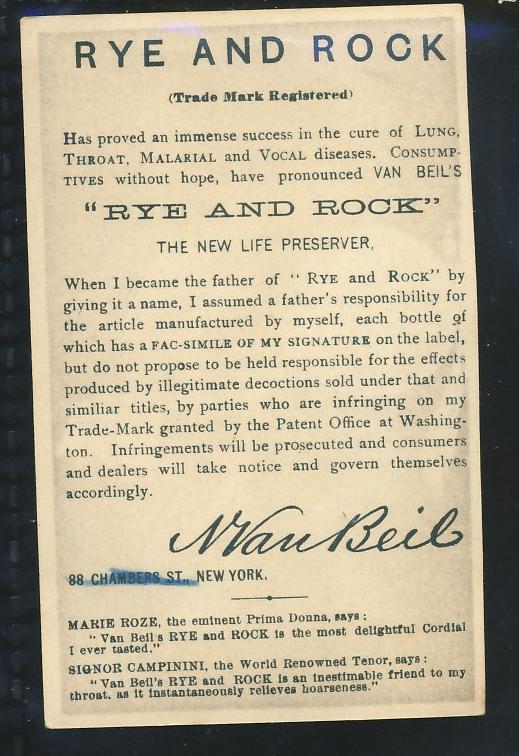 RYE AND ROCK
(Trade Mark Registered)
Has proved an immense success in the cure of LUNG,
THROAT, MALARIAL and VOCAL diseases. CONSUMP-
TIVES without hope, have pronounced VAN BEIL'S
"RYE AND ROCK"
THE NEW LIFE PRESERVER,
When I became the father of " RYE and ROCK" by
giving it a name, I assumed a father's responsibility for
the article manufactured by myself, each bottle of
which has a FAC-SIMILE OF MY SIGNATURE on the label,
but do not propose to be held responsible for the effects
produced by illegitimate decoctions sold under that and
similiar titles, by parties who are infringing on my
Trade-Mark granted by the Patent Office at Washing-
ton. Infringements will be prosecuted and consumers
and dealers will take notice and govern themselves
accordingly.
N Van Beil
88 CHAMBERS ST., NEW YORK.
MARIE ROZE, the eminent Prima Donna, says :
" Van Beil's RYE and ROCK is the most delightful Cordial
I ever tasted."
SIGNOR CAMPININI, the World Renowned Tenor, says :
" Van Beil's RYE and ROCK is an inestimable friend to my
throat. as it instantaneously relieves hoarseness."